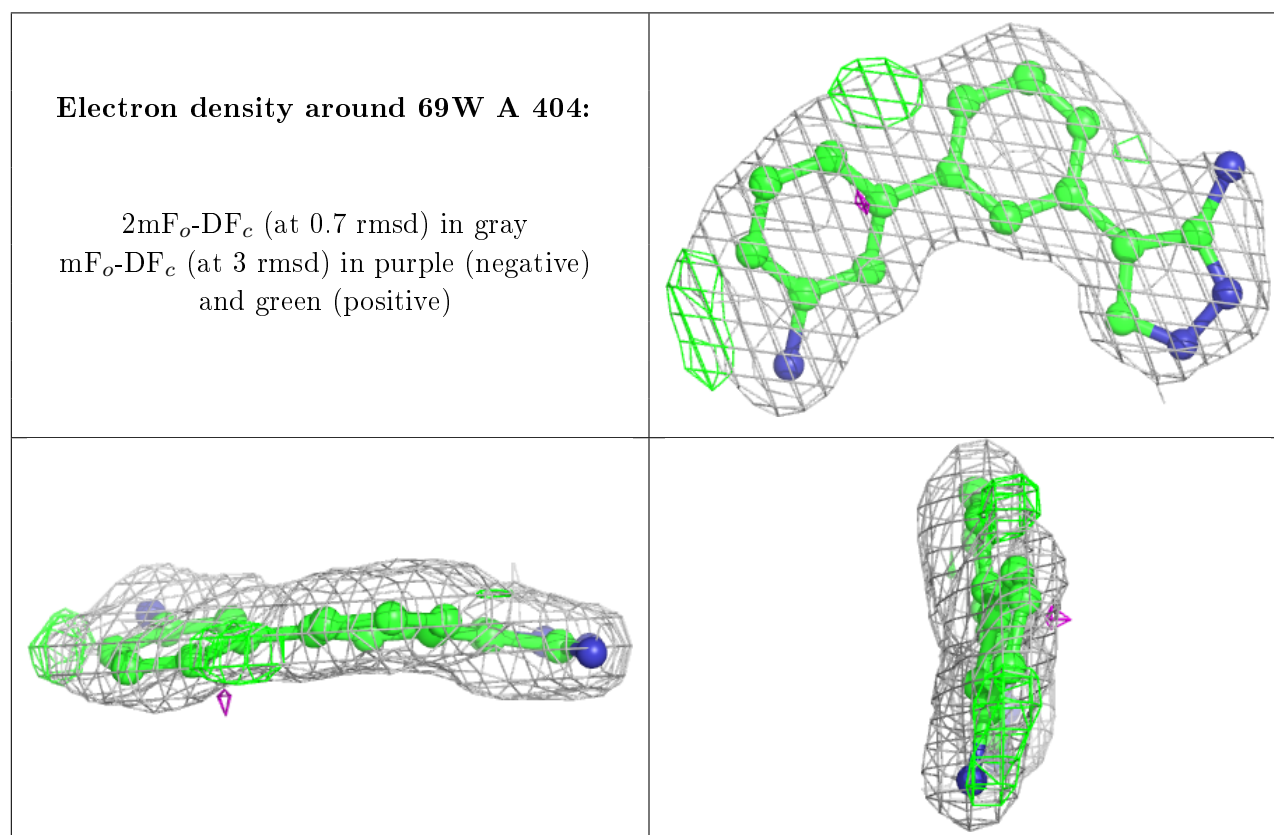 Electron density around 69W A 404:
2mFo-DFc (at 0.7 rmsd) in gray
mFo-DFc (at 3 rmsd) in purple (negative)
and green (positive)